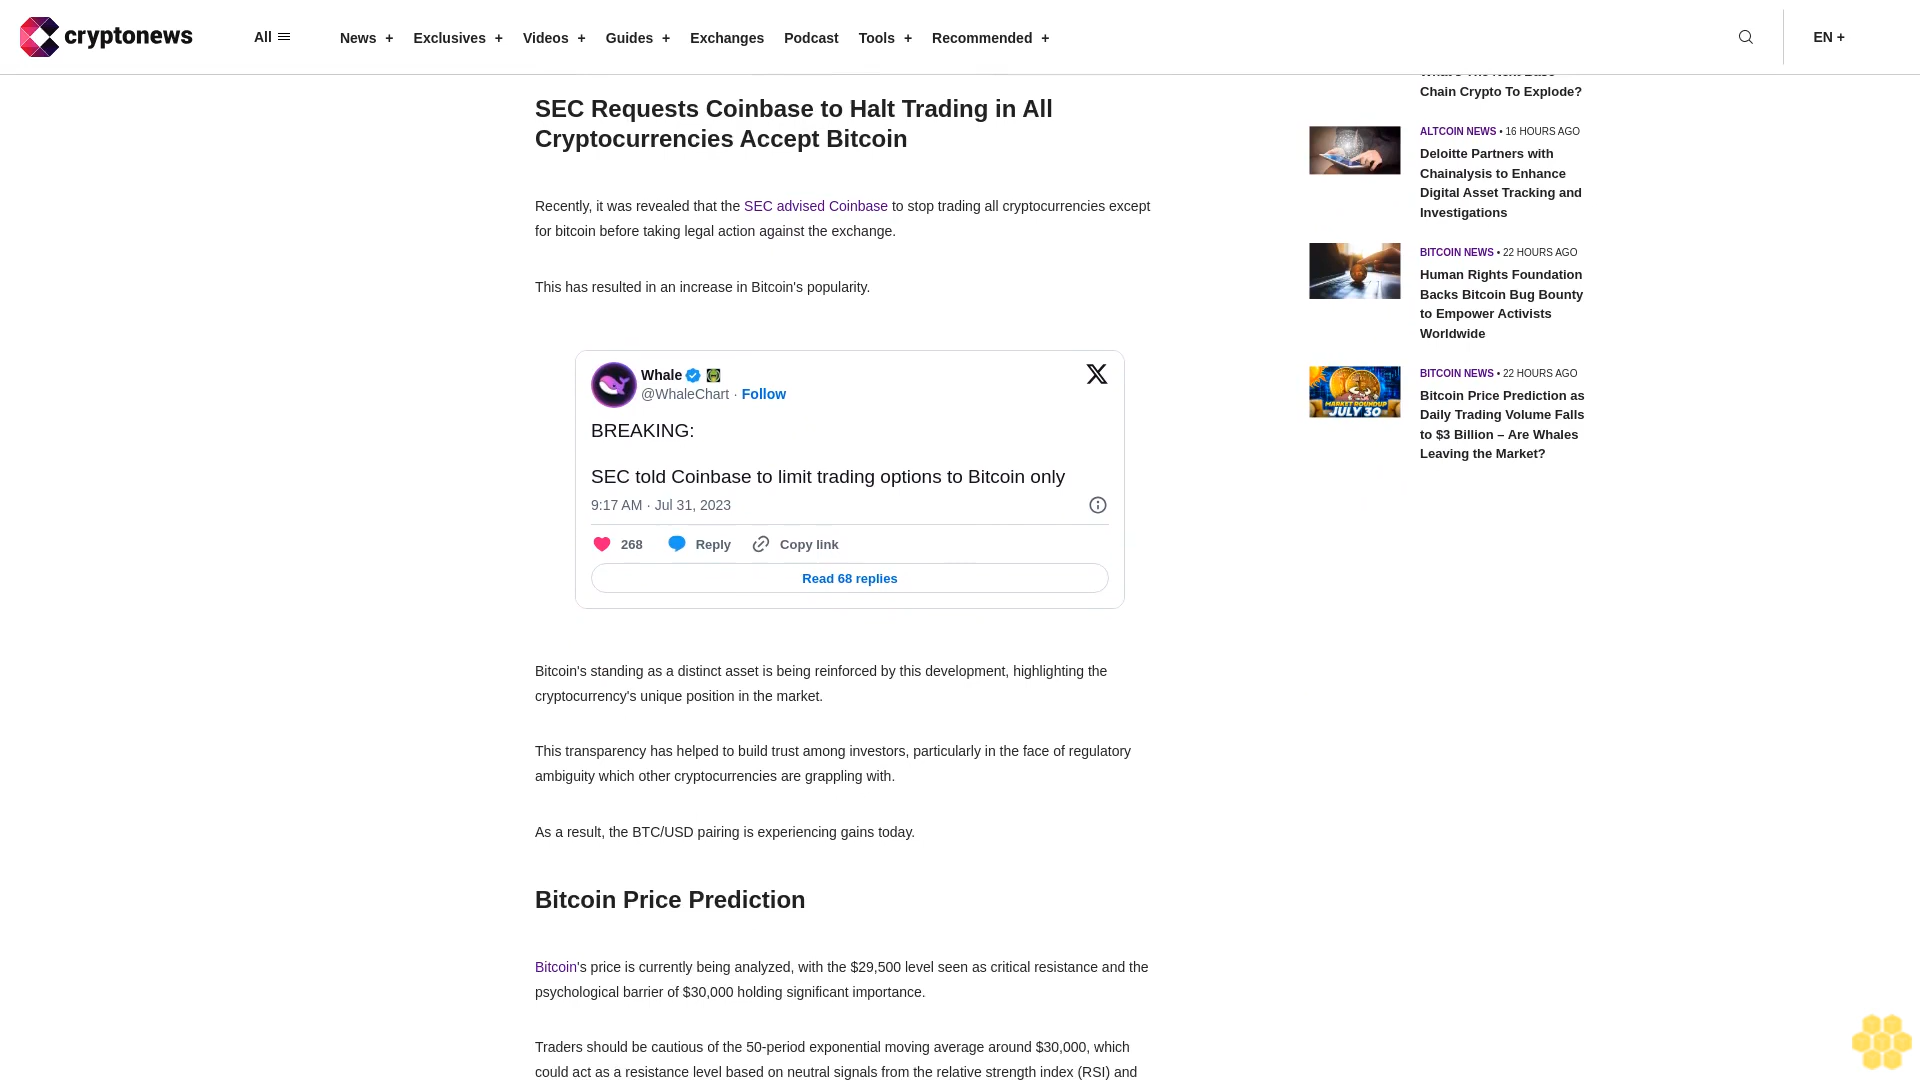 cryptonews
All
News +
Exclusives +
Videos +
Guides +
Exchanges
Podcast
Tools +
Recommended +
EN +
SEC Requests Coinbase to Halt Trading in All
Cryptocurrencies Accept Bitcoin
Recently, it was revealed that the SEC advised Coinbase to stop trading all cryptocurrencies except
for bitcoin before taking legal action against the exchange.
This has resulted in an increase in Bitcoin's popularity.
Whale
@WhaleChart · Follow
BREAKING:
SEC told Coinbase to limit trading options to Bitcoin only
9:17 AM · Jul 31, 2023
268
Reply
Copy link
Read 68 replies
Bitcoin's standing as a distinct asset is being reinforced by this development, highlighting the
cryptocurrency's unique position in the market.
This transparency has helped to build trust among investors, particularly in the face of regulatory
ambiguity which other cryptocurrencies are grappling with.
As a result, the BTC/USD pairing is experiencing gains today.
Bitcoin Price Prediction
Bitcoin's price is currently being analyzed, with the $29,500 level seen as critical resistance and the
psychological barrier of $30,000 holding significant importance.
Traders should be cautious of the 50-period exponential moving average around $30,000, which
could act as a resistance level based on neutral signals from the relative strength index (RSI) and
Chain Crypto To Explode?
ALTCOIN NEWS • 16 HOURS AGO
Deloitte Partners with
Chainalysis to Enhance
Digital Asset Tracking and
Investigations
BITCOIN NEWS • 22 HOURS AGO
Human Rights Foundation
Backs Bitcoin Bug Bounty
to Empower Activists
Worldwide
MARKET ROUNDUP
JULY 30
BITCOIN NEWS • 22 HOURS AGO
Bitcoin Price Prediction as
Daily Trading Volume Falls
to $3 Billion – Are Whales
Leaving the Market?